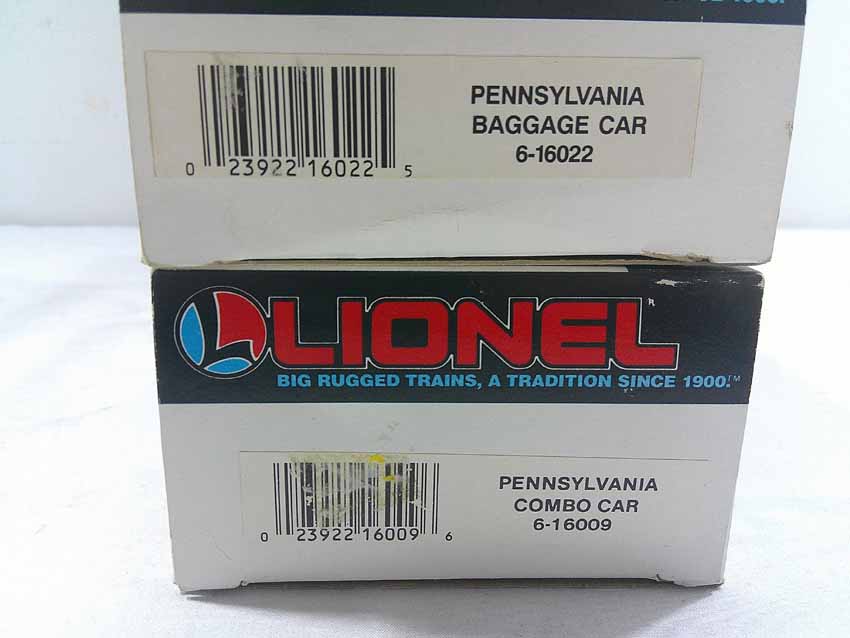 PENNSYLVANIA
BAGGAGE CAR
6-16022
0 23922 16022 5
LIONEL
BIG RUGGED TRAINS, A TRADITION SINCE 1900.™
PENNSYLVANIA
COMBO CAR
6-16009
0 23922 16009 6